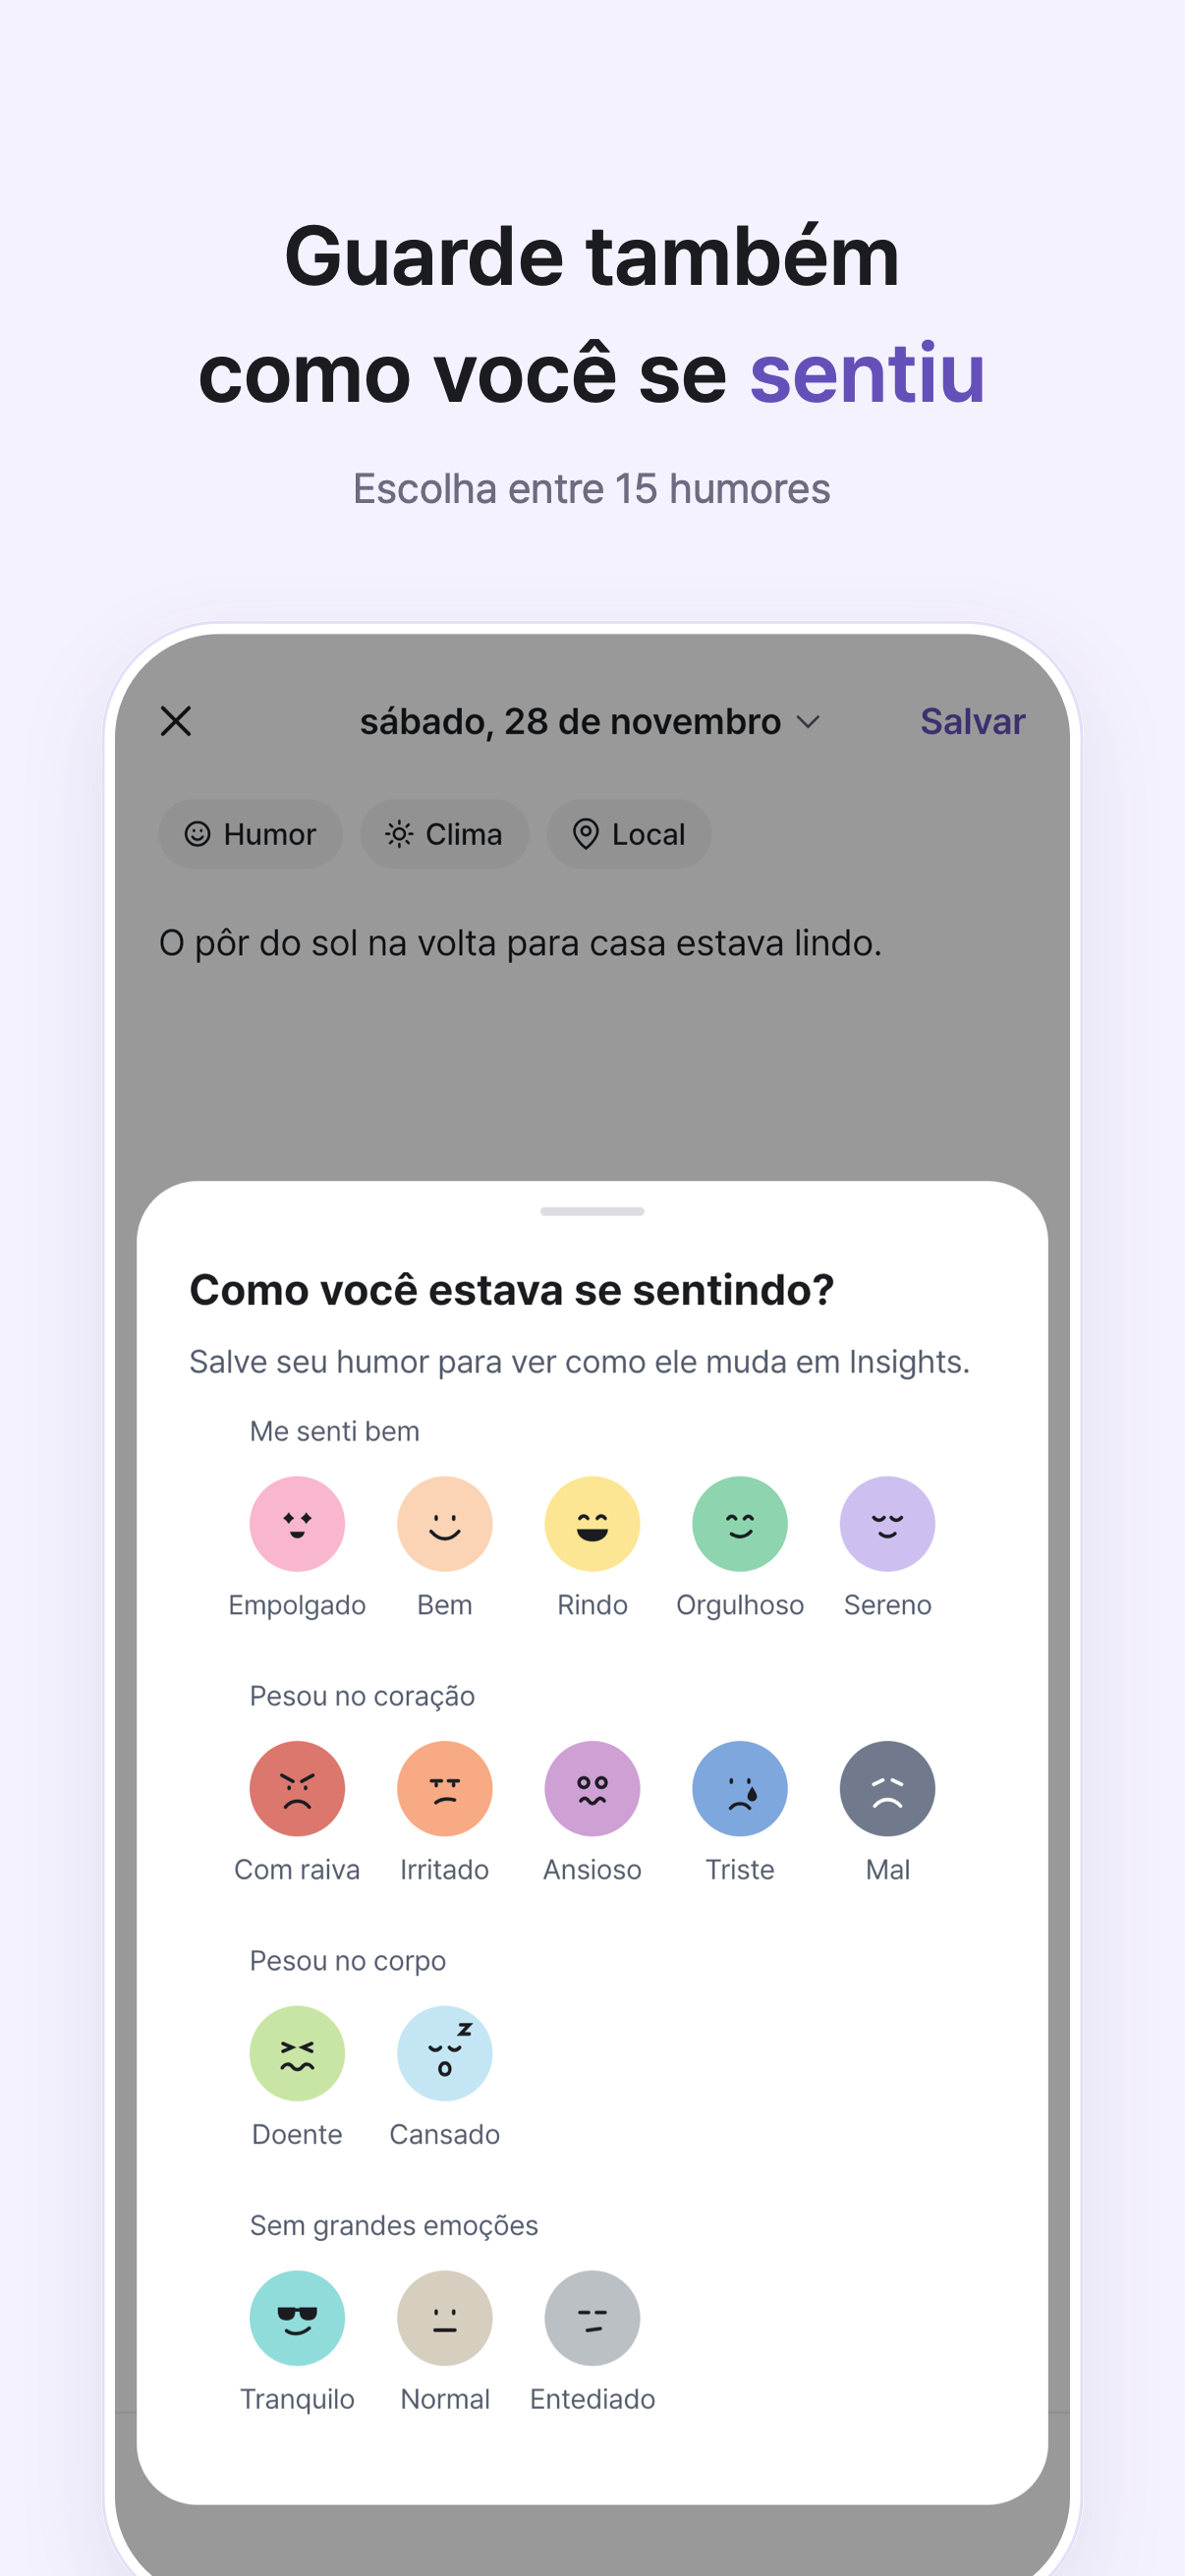 Guarde também
como você se sentiu
Escolha entre 15 humores
sábado, 28 de novembro
Salvar
Humor
Clima
Local
O pôr do sol na volta para casa estava lindo.
Como você estava se sentindo?
Salve seu humor para ver como ele muda em Insights.
Me senti bem
Empolgado
Bem
Rindo
Orgulhoso
Sereno
Pesou no coração
Com raiva
Irritado
Ansioso
Triste
Mal
Pesou no corpo
Doente
Cansado
Sem grandes emoções
Tranquilo
Normal
Entediado